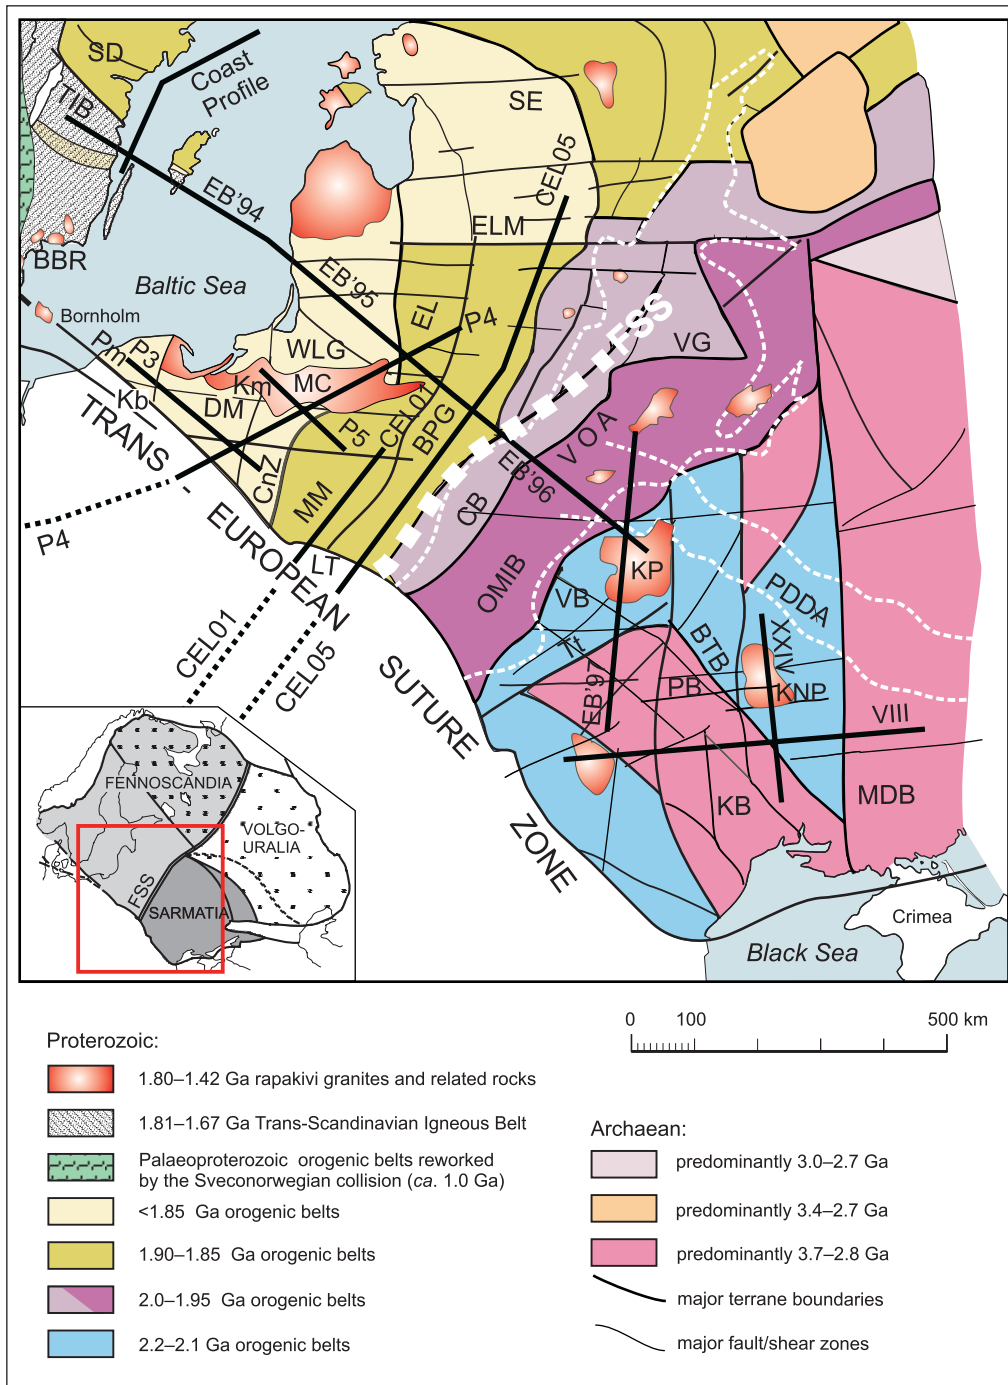 SD
Coast
Profile
TIB
SE
CEL05
EB'94
ELM
BBR
Baltic Sea
EB'95
Bornholm
EL
P4
FSS
VG
Pm
P3
WLG
Km
MC
Kb
DM
P5
CEL01
BPG
VOA
TRANS - EUROPEAN SUTURE ZONE
CnZ
MM
CB
EB'96
P4
LT
OMIB
KP
VB
PDDA
CEL01
CEL05
Tt
BTB
XXIV
EB'97
PB
KNP
VIII
KB
MDB
FENNOSCANDIA
VOLGO-
URALIA
FSS
SARMATIA
Crimea
Black Sea
0 100 500 km
Proterozoic:
1.80–1.42 Ga rapakivi granites and related rocks
1.81–1.67 Ga Trans-Scandinavian Igneous Belt
Palaeoproterozoic orogenic belts reworked
by the Sveconorwegian collision (ca. 1.0 Ga)
<1.85 Ga orogenic belts
1.90–1.85 Ga orogenic belts
2.0–1.95 Ga orogenic belts
2.2–2.1 Ga orogenic belts
Archaean:
predominantly 3.0–2.7 Ga
predominantly 3.4–2.7 Ga
predominantly 3.7–2.8 Ga
major terrane boundaries
major fault/shear zones